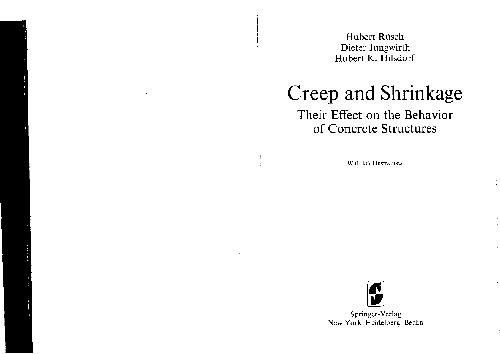 Hubert Rüsch
Dieter Jungwirth
Hubert K. Hilsdorf
Creep and Shrinkage
Their Effect on the Behavior
of Concrete Structures
Springer-Verlag
New York Heidelberg Berlin